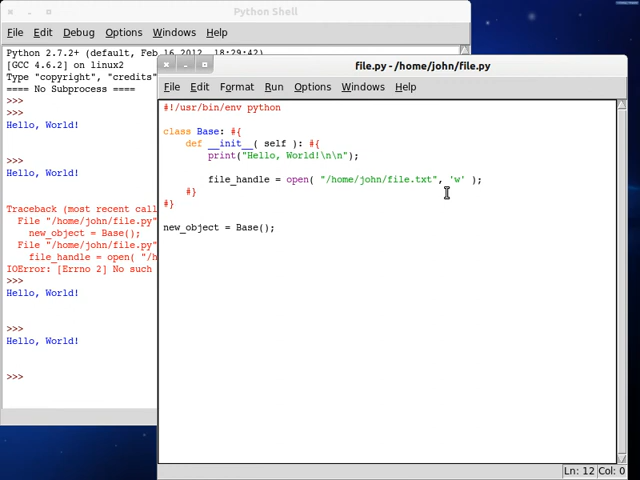 Python Shell
File Edit Debug Options Windows Help
Python 2.7.2+ (default, Feb 16 2012, 18:29:42)
[GCC 4.6.2] on linux2
Type "copyright", "credits"
==== No Subprocess ====
>>>
>>>
Hello, World!
>>>
Hello, World!
Traceback (most recent call
File "/home/john/file.py"
new_object = Base();
File "/home/john/file.py"
file_handle = open( "/h
IOError: [Errno 2] No such
>>>
Hello, World!
>>>
Hello, World!
>>>
file.py - /home/john/file.py
File Edit Format Run Options Windows Help
#!/usr/bin/env python
class Base: #{
def __init__( self ): #{
print("Hello, World!\n\n");
file_handle = open( "/home/john/file.txt", 'w' );
#}
#}
new_object = Base();
Ln: 12 Col: 0